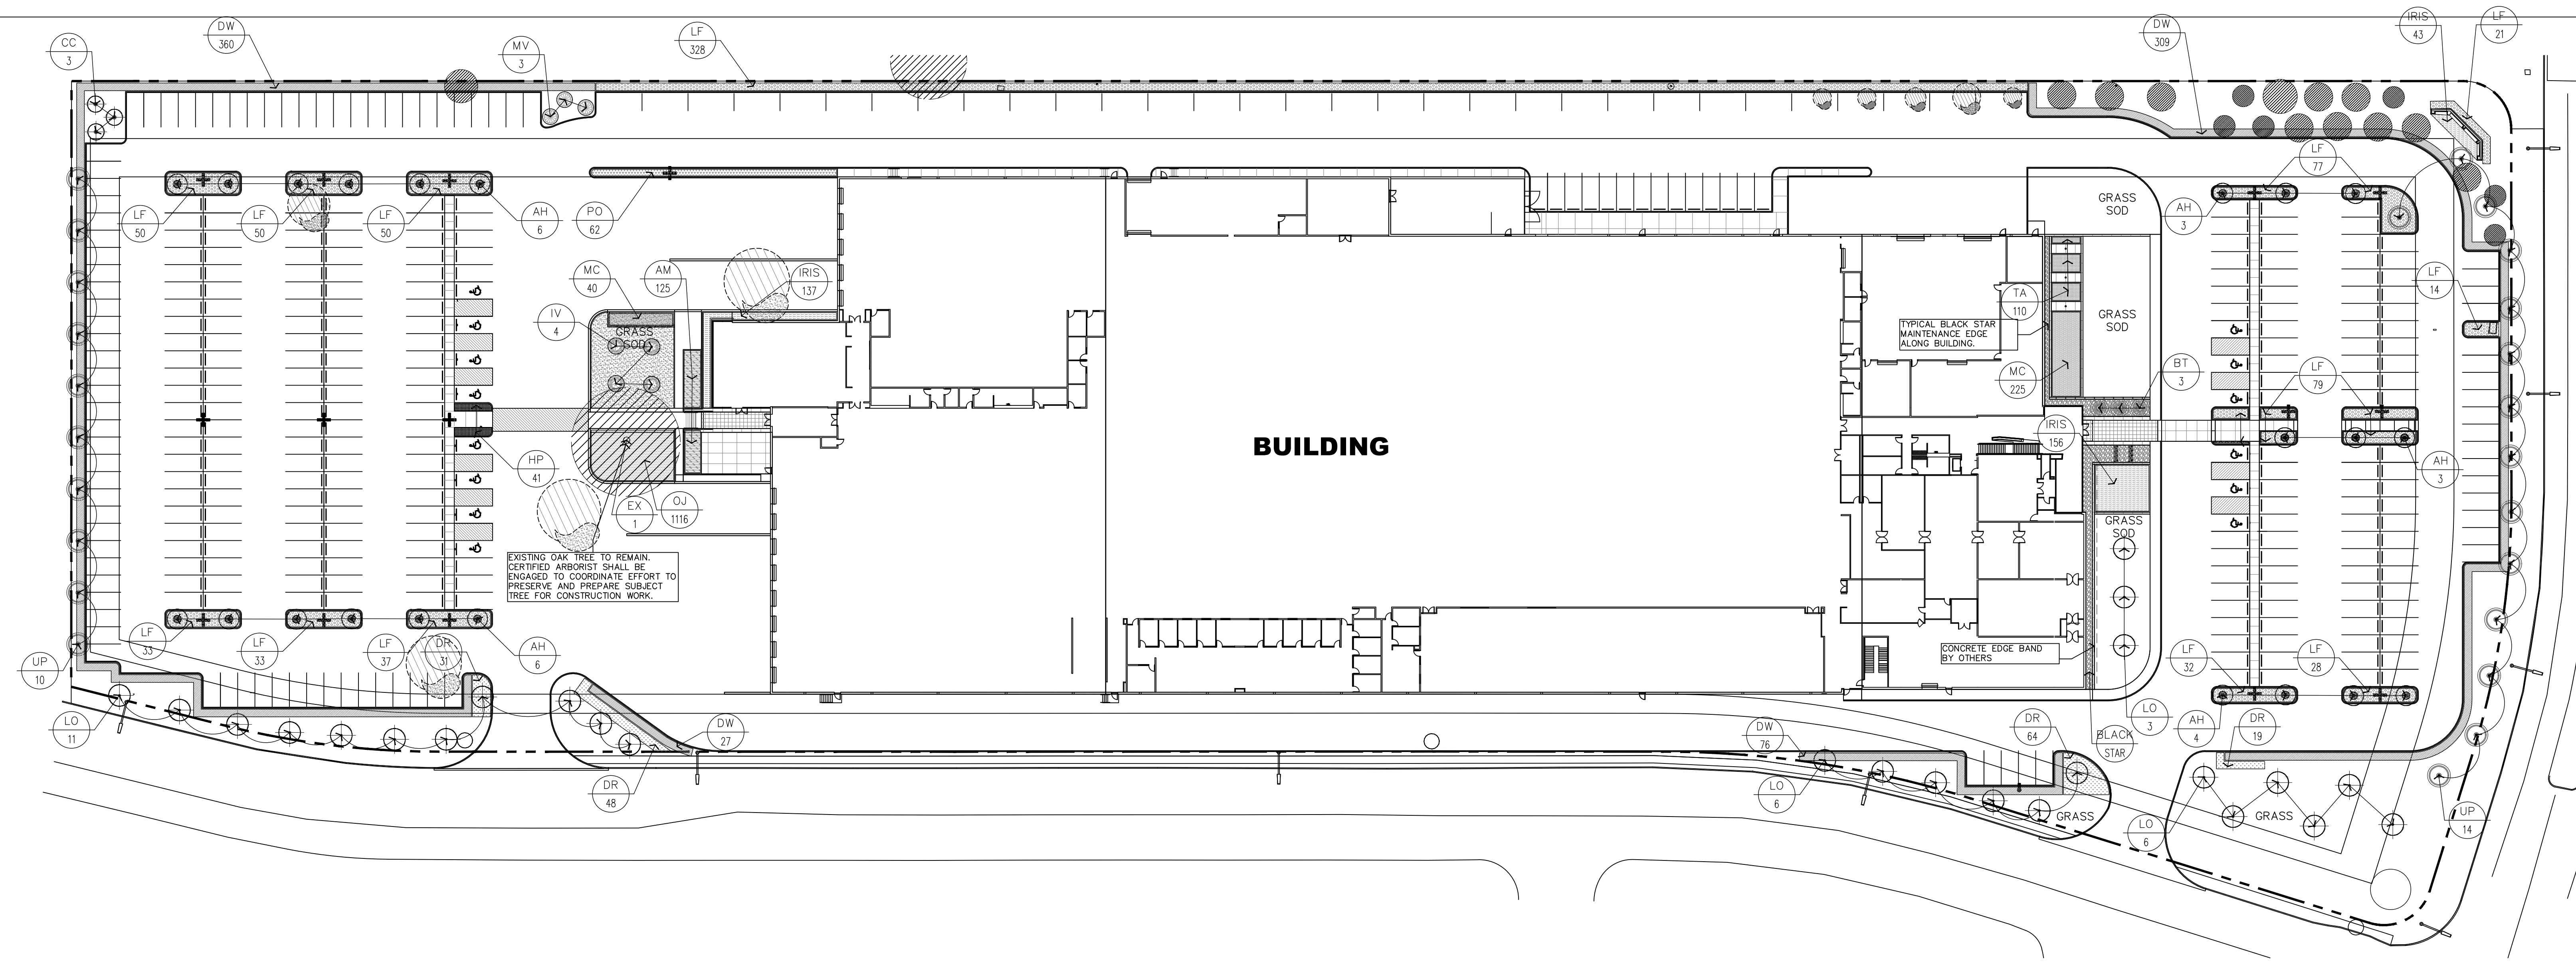 DW
360
CC
3
MV
3
LF
328
DW
309
IRIS
43
LF
21
LF
50
LF
50
LF
50
AH
6
PO
62
LF
77
AH
3
GRASS
SOD
MC
40
AM
125
IRIS
137
IV
4
GRASS
SOD
TA
110
TYPICAL BLACK STAR
MAINTENANCE EDGE
ALONG BUILDING.
GRASS
SOD
LF
14
MC
225
BT
3
LF
79
BUILDING
IRIS
156
HP
41
EX
1
OJ
1116
AH
3
GRASS
SOD
EXISTING OAK TREE TO REMAIN.
CERTIFIED ARBORIST SHALL BE
ENGAGED TO COORDINATE EFFORT TO
PRESERVE AND PREPARE SUBJECT
TREE FOR CONSTRUCTION WORK.
LF
33
LF
33
LF
37
DR
31
AH
6
UP
10
CONCRETE EDGE BAND
BY OTHERS
LF
32
LF
28
LO
11
DW
27
DW
76
DR
64
BLACK
STAR
LO
3
AH
4
DR
19
DR
48
LO
6
GRASS
LO
6
GRASS
UP
14